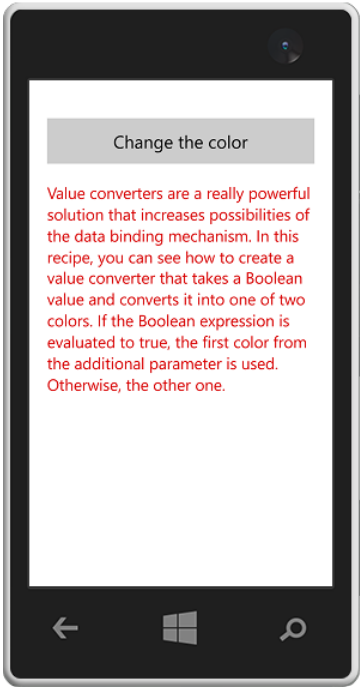 Change the color
Value converters are a really powerful
solution that increases possibilities of
the data binding mechanism. In this
recipe, you can see how to create a
value converter that takes a Boolean
value and converts it into one of two
colors. If the Boolean expression is
evaluated to true, the first color from
the additional parameter is used.
Otherwise, the other one.